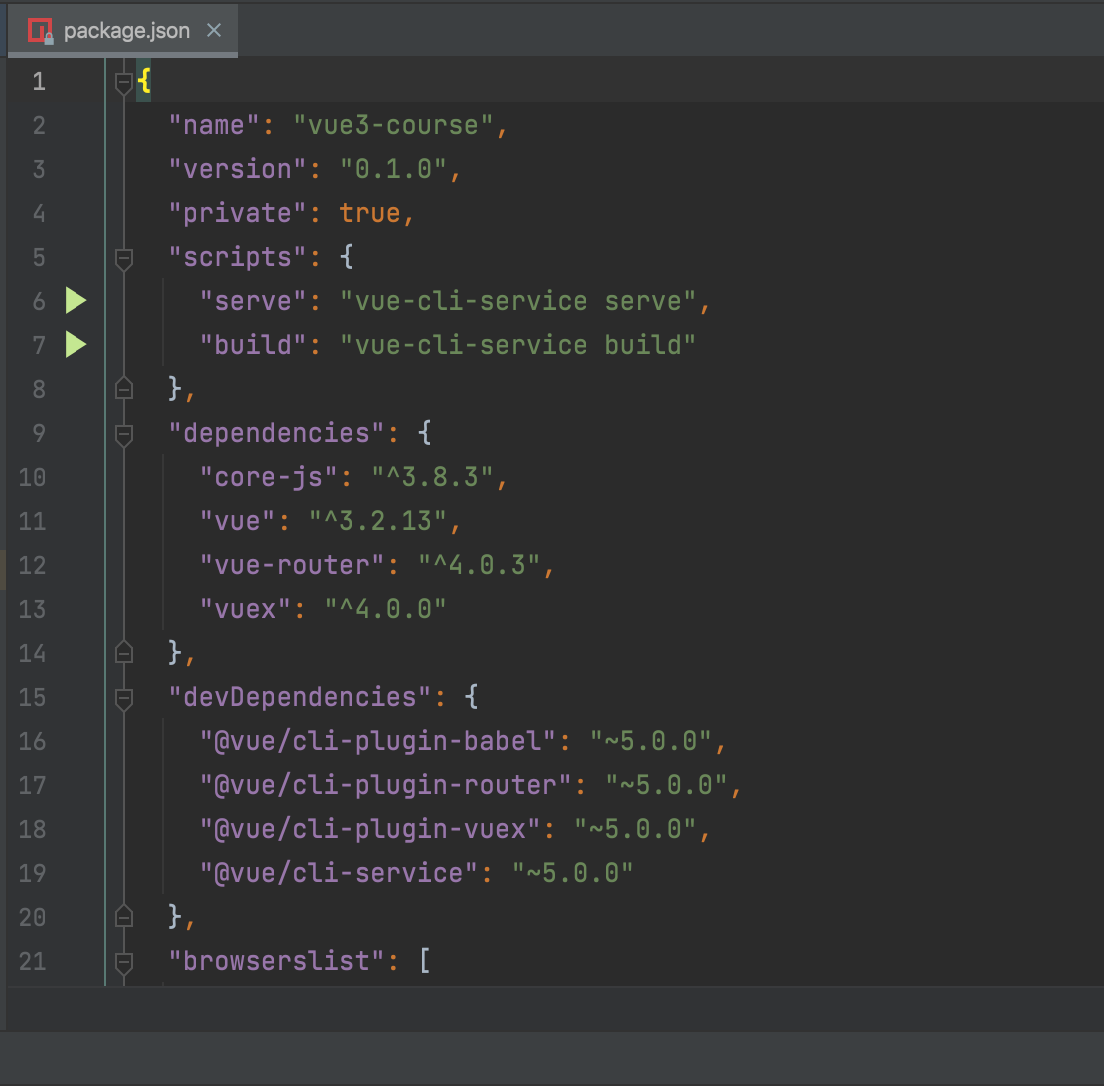 package.json
1 {
2 "name": "vue3-course",
3 "version": "0.1.0",
4 "private": true,
5 "scripts": {
6 "serve": "vue-cli-service serve",
7 "build": "vue-cli-service build"
8 },
9 "dependencies": {
10 "core-js": "^3.8.3",
11 "vue": "^3.2.13",
12 "vue-router": "^4.0.3",
13 "vuex": "^4.0.0"
14 },
15 "devDependencies": {
16 "@vue/cli-plugin-babel": "~5.0.0",
17 "@vue/cli-plugin-router": "~5.0.0",
18 "@vue/cli-plugin-vuex": "~5.0.0",
19 "@vue/cli-service": "~5.0.0"
20 },
21 "browserslist": [